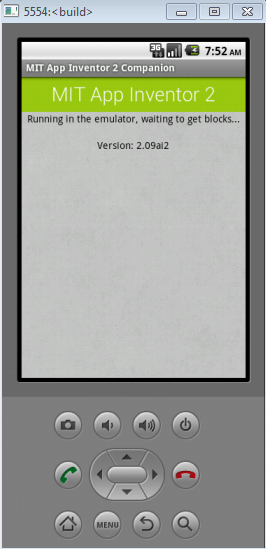 5554:<build>
3G 7:52 AM
MIT App Inventor 2 Companion
MIT App Inventor 2
Running in the emulator, waiting to get blocks...
Version: 2.09ai2
MENU